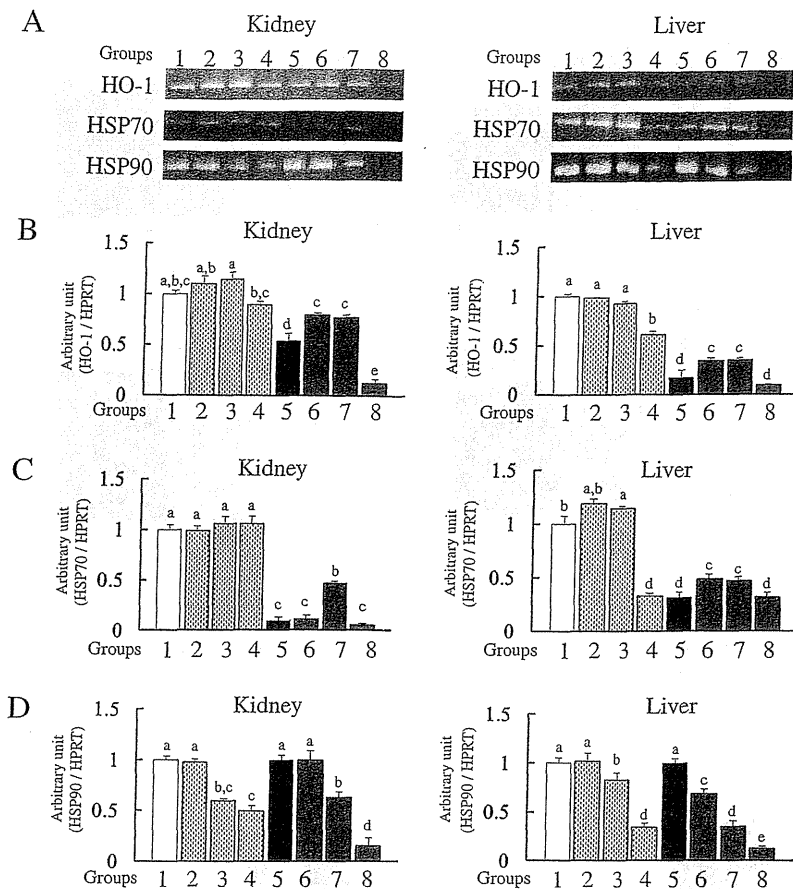 A
Kidney
Groups 1 2 3 4 5 6 7 8
HO-1
HSP70
HSP90
Liver
Groups 1 2 3 4 5 6 7 8
HO-1
HSP70
HSP90
B
Kidney
Arbitrary unit
(HO-1 / HPRT)
1.5
1
0.5
0
a,b,c a,b a b,c d c c e
Groups 1 2 3 4 5 6 7 8
Liver
Arbitrary unit
(HO-1 / HPRT)
1.5
1
0.5
0
a a a b d c c d
Groups 1 2 3 4 5 6 7 8
C
Kidney
Arbitrary unit
(HSP70 / HPRT)
1.5
1
0.5
0
a a a a c c b c
Groups 1 2 3 4 5 6 7 8
Liver
Arbitrary unit
(HSP70 / HPRT)
1.5
1
0.5
0
b a,b a d d c c d
Groups 1 2 3 4 5 6 7 8
D
Kidney
Arbitrary unit
(HSP90 / HPRT)
1.5
1
0.5
0
a a b,c c a a b d
Groups 1 2 3 4 5 6 7 8
Liver
Arbitrary unit
(HSP90 / HPRT)
1.5
1
0.5
0
a a b d a c d e
Groups 1 2 3 4 5 6 7 8